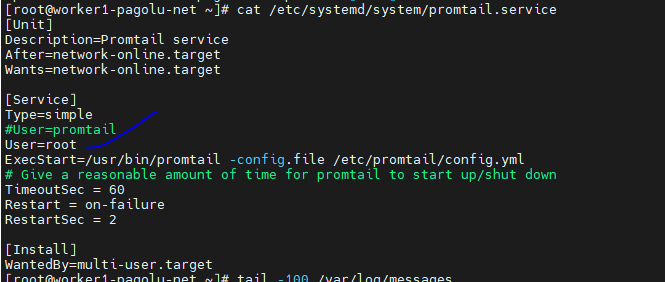 [root@worker1-pagolu-net ~]# cat /etc/systemd/system/promtail.service
[Unit]
Description=Promtail service
After=network-online.target
Wants=network-online.target
[Service]
Type=simple
#User=promtail
User=root
ExecStart=/usr/bin/promtail -config.file /etc/promtail/config.yml
# Give a reasonable amount of time for promtail to start up/shut down
TimeoutSec = 60
Restart = on-failure
RestartSec = 2
[Install]
WantedBy=multi-user.target
[root@worker1-pagolu-net ~]# tail -100 /var/log/messages